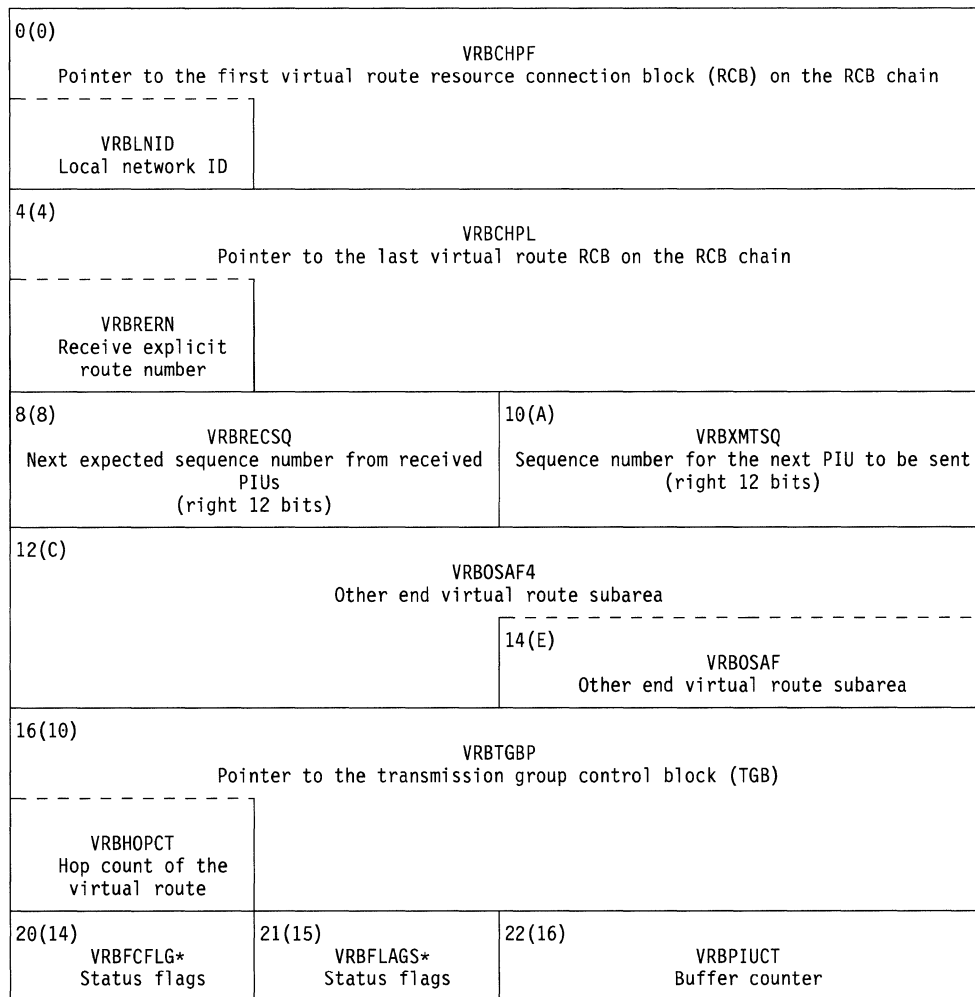 0(0)
VRBCHPF
Pointer to the first virtual route resource connection block (RCB) on the RCB chain
VRBLNID
Local network ID
4(4)
VRBCHPL
Pointer to the last virtual route RCB on the RCB chain
VRBRERN
Receive explicit
route number
8(8)
VRBRECSQ
Next expected sequence number from received
PIUs
(right 12 bits)
10(A)
VRBXMTSQ
Sequence number for the next PIU to be sent
(right 12 bits)
12(C)
VRBOSAF4
Other end virtual route subarea
14(E)
VRBOSAF
Other end virtual route subarea
16(10)
VRBTGBP
Pointer to the transmission group control block (TGB)
VRBHOPCT
Hop count of the
virtual route
20(14)
VRBFCFLG*
Status flags
21(15)
VRBFLAGS*
Status flags
22(16)
VRBPIUCT
Buffer counter